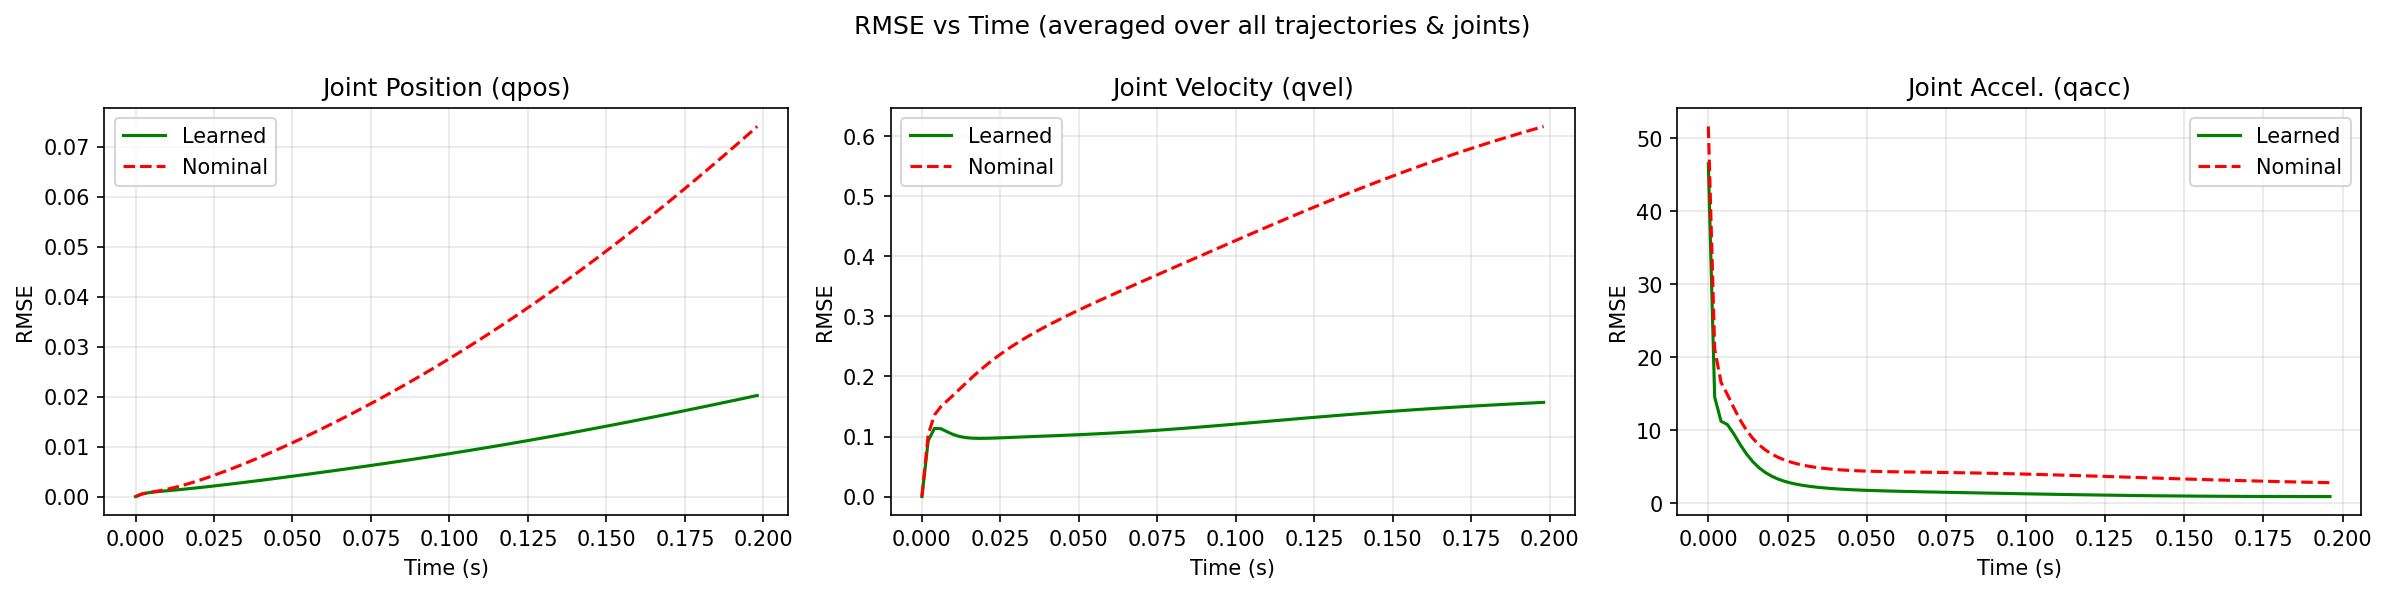 RMSE vs Time (averaged over all trajectories & joints)
Joint Position (qpos)
RMSE
0.07
0.06
0.05
0.04
0.03
0.02
0.01
0.00
Learned
Nominal
0.000 0.025 0.050 0.075 0.100 0.125 0.150 0.175 0.200
Time (s)
Joint Velocity (qvel)
RMSE
0.6
0.5
0.4
0.3
0.2
0.1
0.0
Learned
Nominal
0.000 0.025 0.050 0.075 0.100 0.125 0.150 0.175 0.200
Time (s)
Joint Accel. (qacc)
RMSE
50
40
30
20
10
0
Learned
Nominal
0.000 0.025 0.050 0.075 0.100 0.125 0.150 0.175 0.200
Time (s)